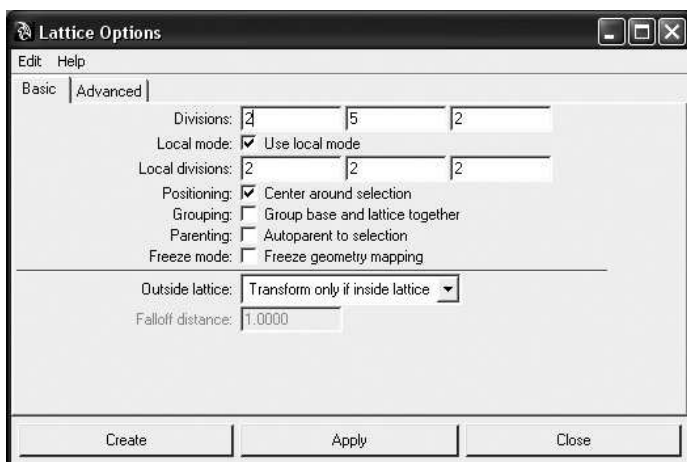 Lattice Options
Edit Help
Basic Advanced
Divisions: 2 5 2
Local mode: Use local mode
Local divisions: 2 2 2
Positioning: Center around selection
Grouping: Group base and lattice together
Parenting: Autoparent to selection
Freeze mode: Freeze geometry mapping
Outside lattice: Transform only if inside lattice
Falloff distance: 1.0000
Create Apply Close